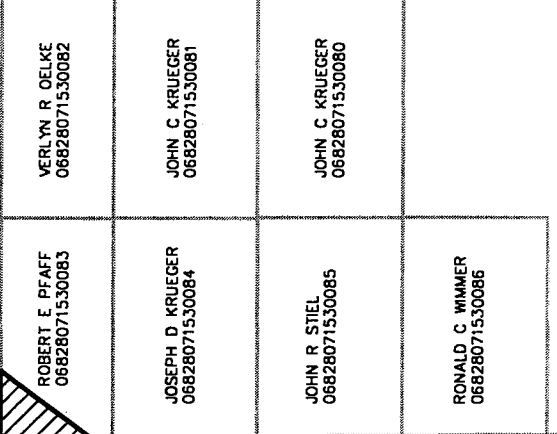 VERLYN R OELKE
06828071530082
JOHN C KRUEGER
06828071530081
JOHN C KRUEGER
06828071530080
ROBERT E PFAFF
06828071530083
JOSEPH D KRUEGER
06828071530084
JOHN R STIEL
06828071530085
RONALD C WIMMER
06828071530086